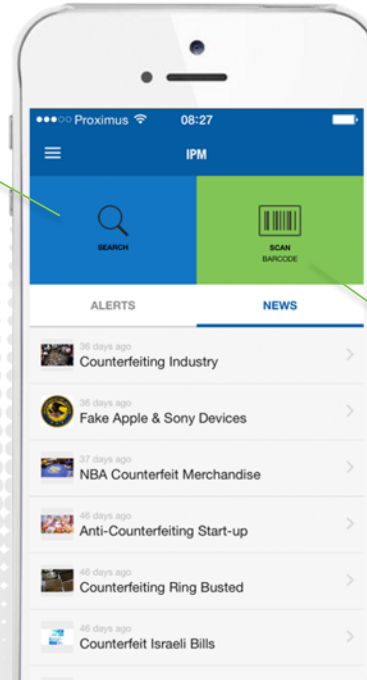 Proximus 08:27
IPM
SEARCH
SCAN
BARCODE
ALERTS NEWS
36 days ago
Counterfeiting Industry
36 days ago
Fake Apple & Sony Devices
37 days ago
NBA Counterfeit Merchandise
46 days ago
Anti-Counterfeiting Start-up
46 days ago
Counterfeiting Ring Busted
46 days ago
Counterfeit Israeli Bills